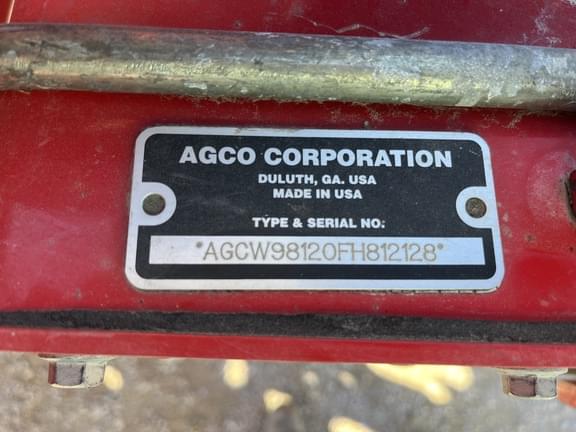 AGCO CORPORATION
DULUTH, GA. USA
MADE IN USA
TYPE & SERIAL NO:
*AGCW98120FH812128*